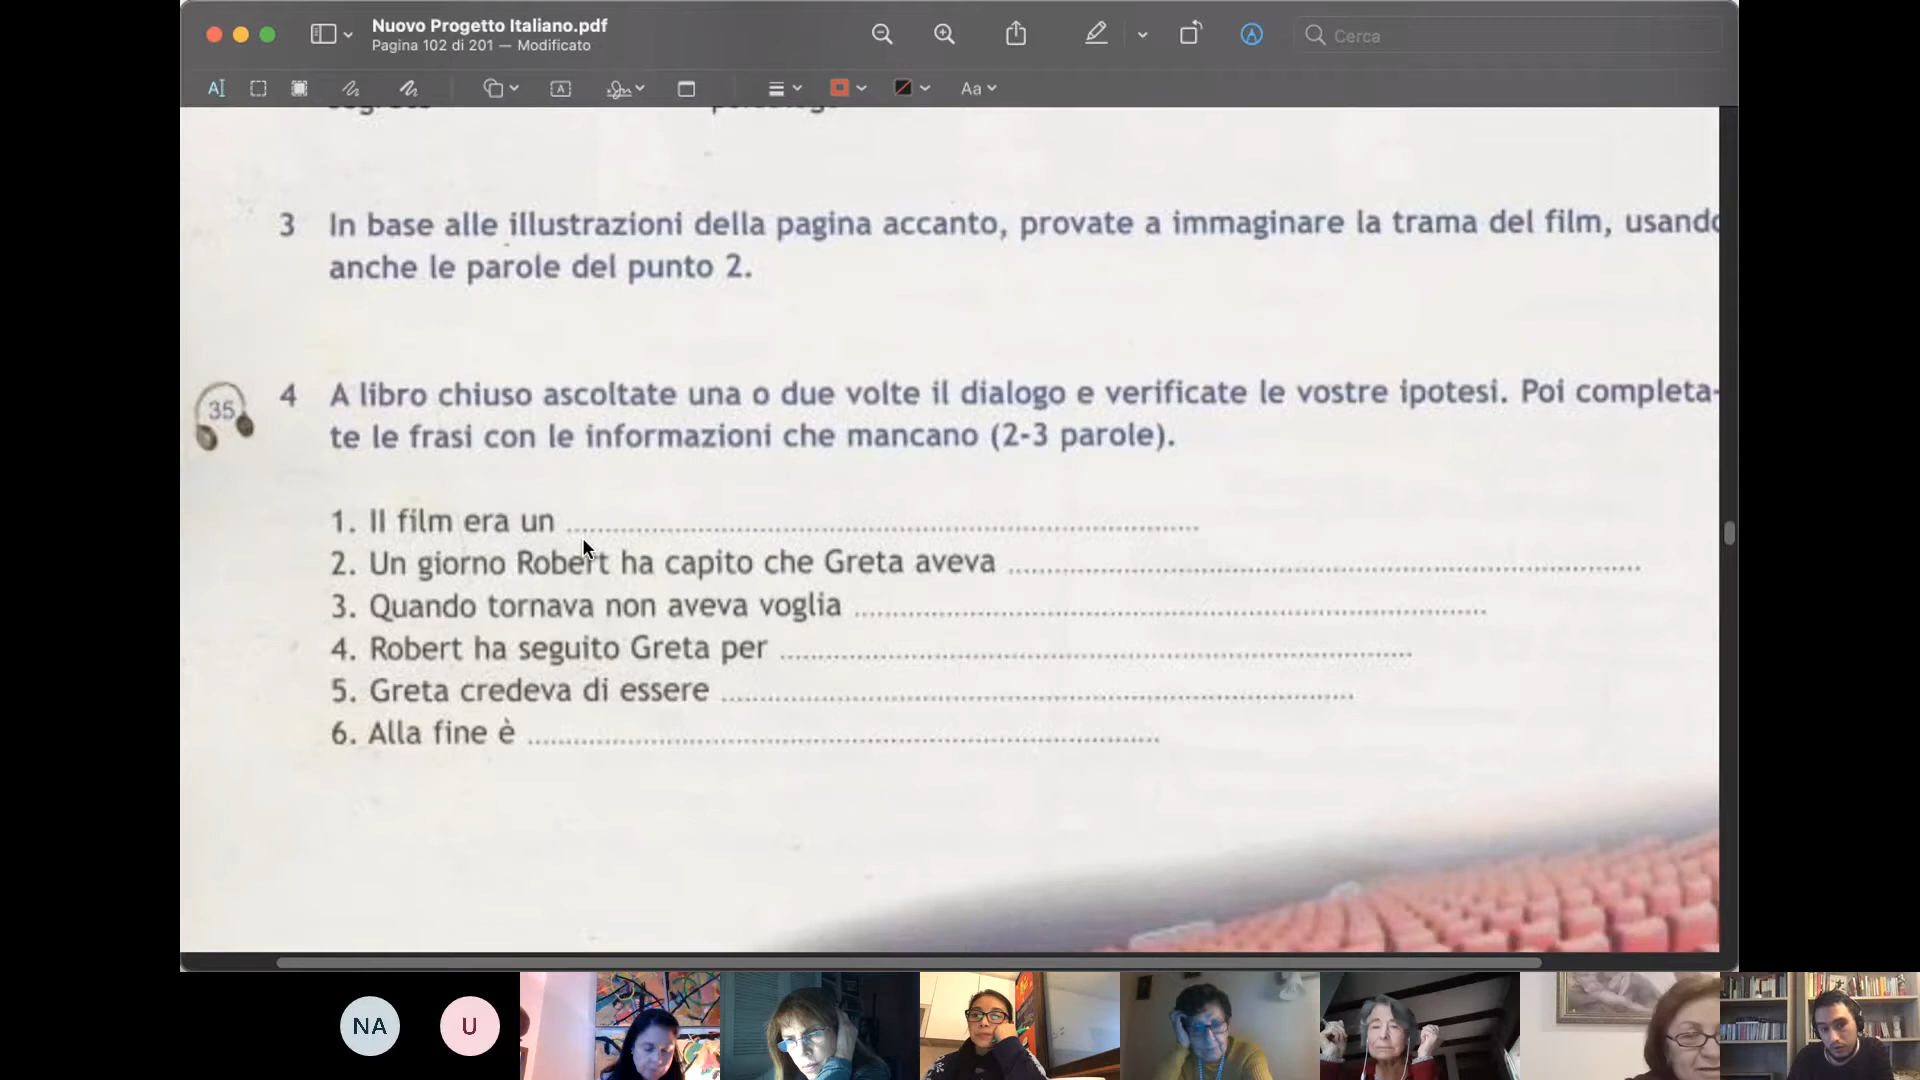 Nuovo Progetto Italiano.pdf
Pagina 102 di 201 — Modificato
Cerca
A
A
Aa
3 In base alle illustrazioni della pagina accanto, provate a immaginare la trama del film, usando
anche le parole del punto 2.
35
4 A libro chiuso ascoltate una o due volte il dialogo e verificate le vostre ipotesi. Poi completa-
te le frasi con le informazioni che mancano (2-3 parole).
1. Il film era un
2. Un giorno Robert ha capito che Greta aveva
3. Quando tornava non aveva voglia
4. Robert ha seguito Greta per
5. Greta credeva di essere
6. Alla fine è
NA
U